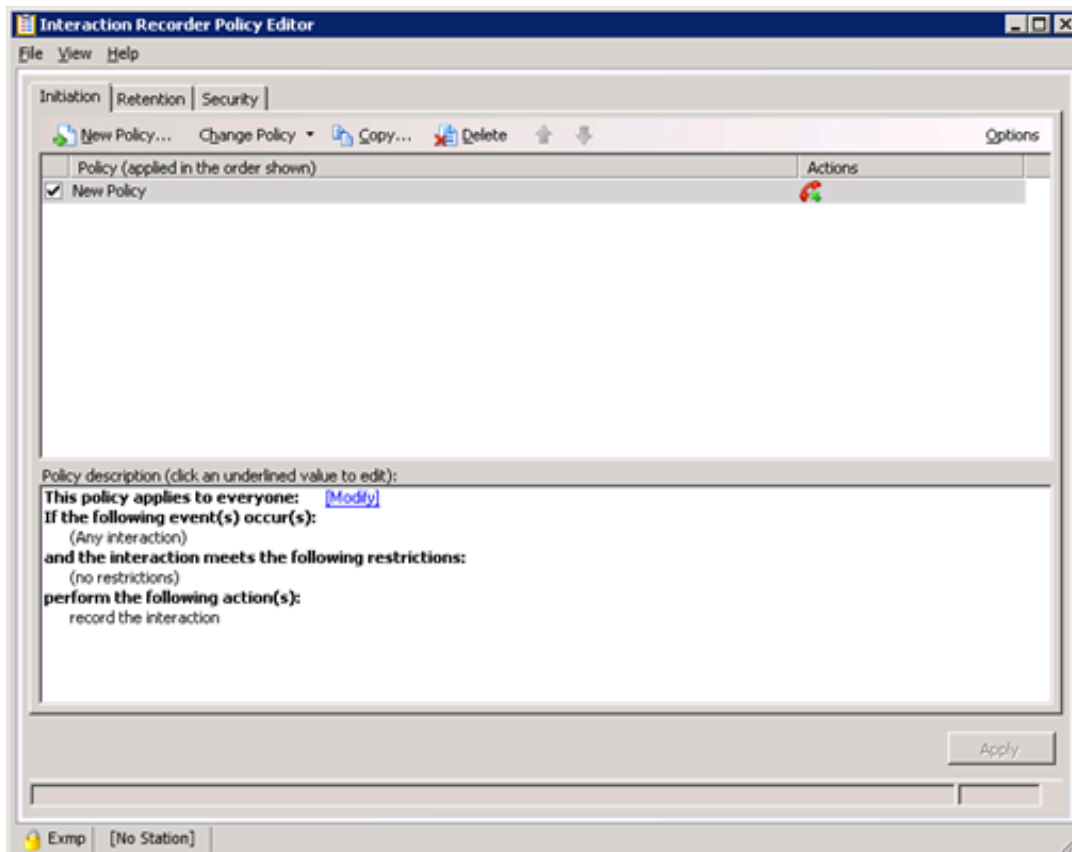 Interaction Recorder Policy Editor
File View Help
Initiation Retention Security
New Policy... Change Policy Copy... Delete Options
Policy (applied in the order shown) Actions
New Policy
Policy description (click an underlined value to edit):
This policy applies to everyone: [Modify]
If the following event(s) occur(s):
(Any interaction)
and the interaction meets the following restrictions:
(no restrictions)
perform the following action(s):
record the interaction
Apply
Exmp [No Station]